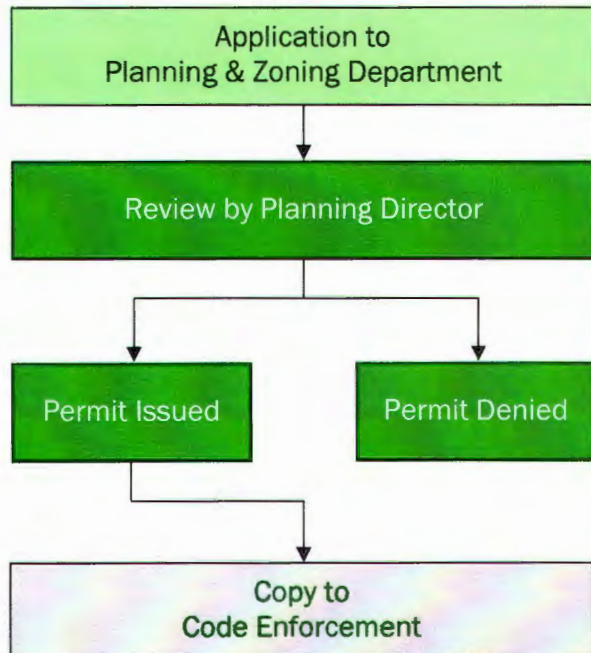 Application to
Planning & Zoning Department
Review by Planning Director
Permit Issued
Permit Denied
Copy to
Code Enforcement